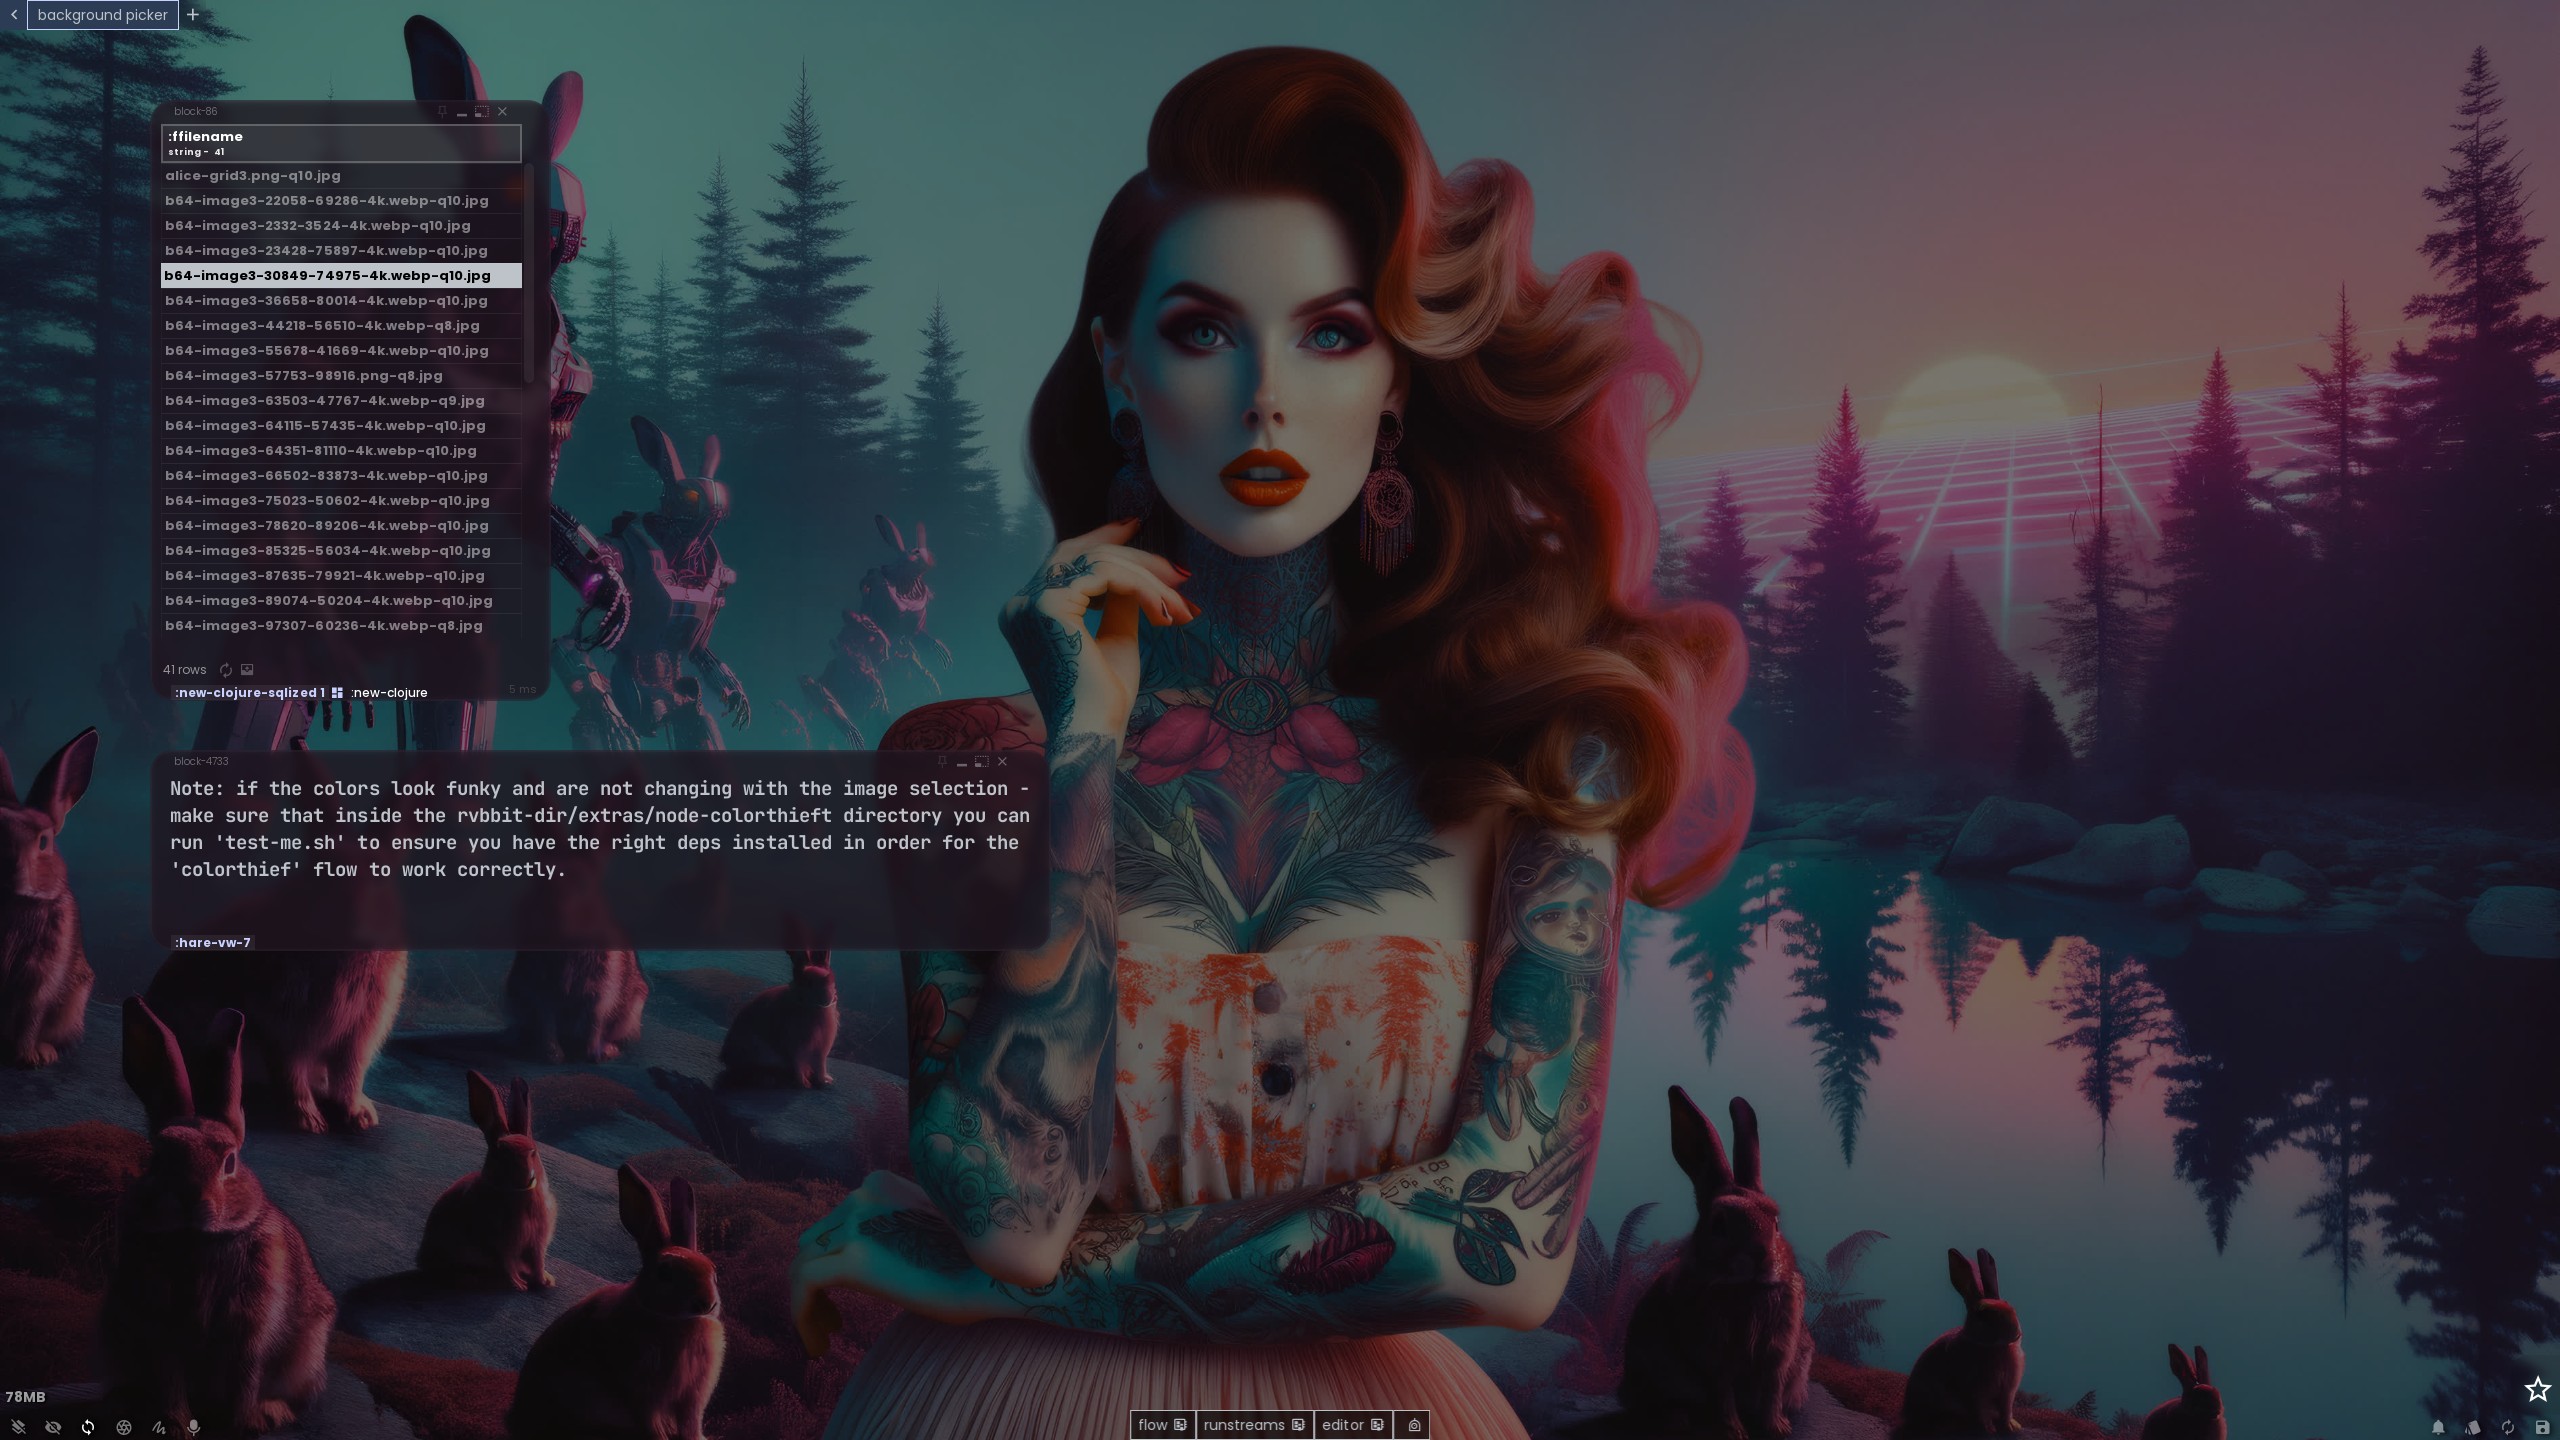 background picker
block-86
:ffilename
string - 41
alice-grid3.png-q10.jpg
b64-image3-22058-69286-4k.webp-q10.jpg
b64-image3-2332-3524-4k.webp-q10.jpg
b64-image3-23428-75897-4k.webp-q10.jpg
b64-image3-30849-74975-4k.webp-q10.jpg
b64-image3-36658-80014-4k.webp-q10.jpg
b64-image3-44218-56510-4k.webp-q8.jpg
b64-image3-55678-41669-4k.webp-q10.jpg
b64-image3-57753-98916.png-q8.jpg
b64-image3-63503-47767-4k.webp-q9.jpg
b64-image3-64115-57435-4k.webp-q10.jpg
b64-image3-64351-81110-4k.webp-q10.jpg
b64-image3-66502-83873-4k.webp-q10.jpg
b64-image3-75023-50602-4k.webp-q10.jpg
b64-image3-78620-89206-4k.webp-q10.jpg
b64-image3-85325-56034-4k.webp-q10.jpg
b64-image3-87635-79921-4k.webp-q10.jpg
b64-image3-89074-50204-4k.webp-q10.jpg
b64-image3-97307-60236-4k.webp-q8.jpg
41 rows
:new-clojure-sqlized 1 :new-clojure
5 ms
block-4733
Note: if the colors look funky and are not changing with the image selection -
make sure that inside the rvbbit-dir/extras/node-colorthieft directory you can
run 'test-me.sh' to ensure you have the right deps installed in order for the
'colorthief' flow to work correctly.
:hare-vw-7
78MB
flow runstreams editor